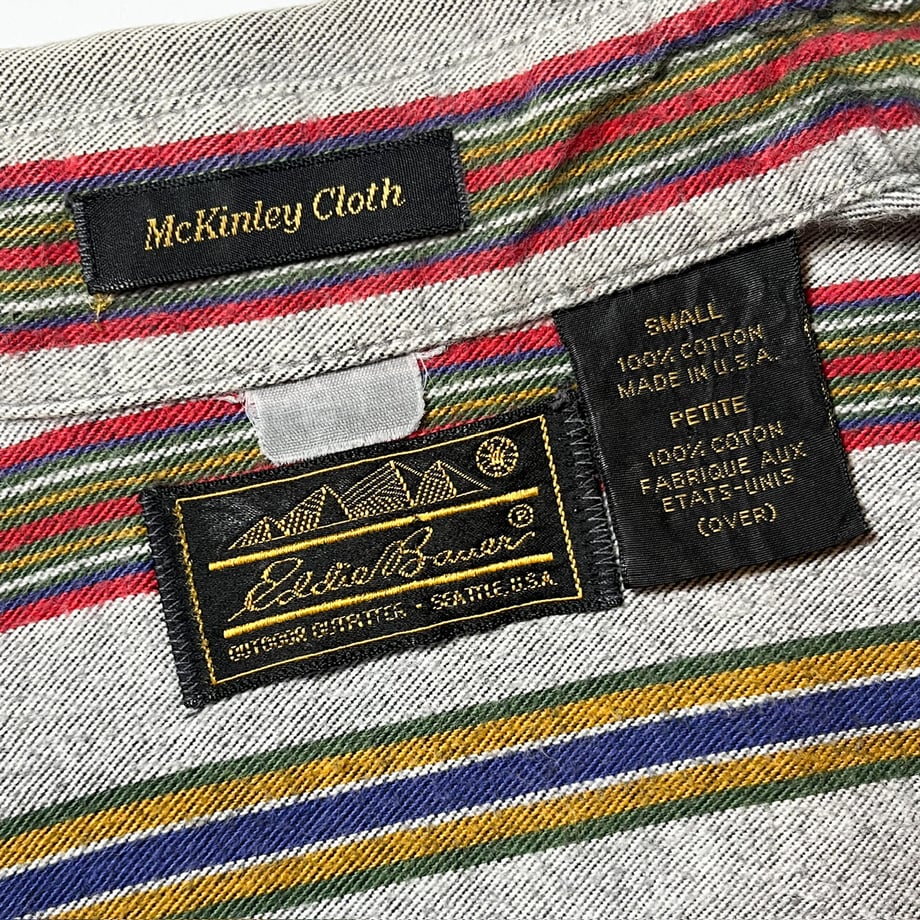 McKinley Cloth
SMALL
100% COTTON
MADE IN U.S.A.
PETITE
100% COTON
FABRIQUE AUX
ETATS-UNIS
(OVER)
Eddie Bauer®
OUTDOOR OUTFITTER • SEATTLE, U.S.A.